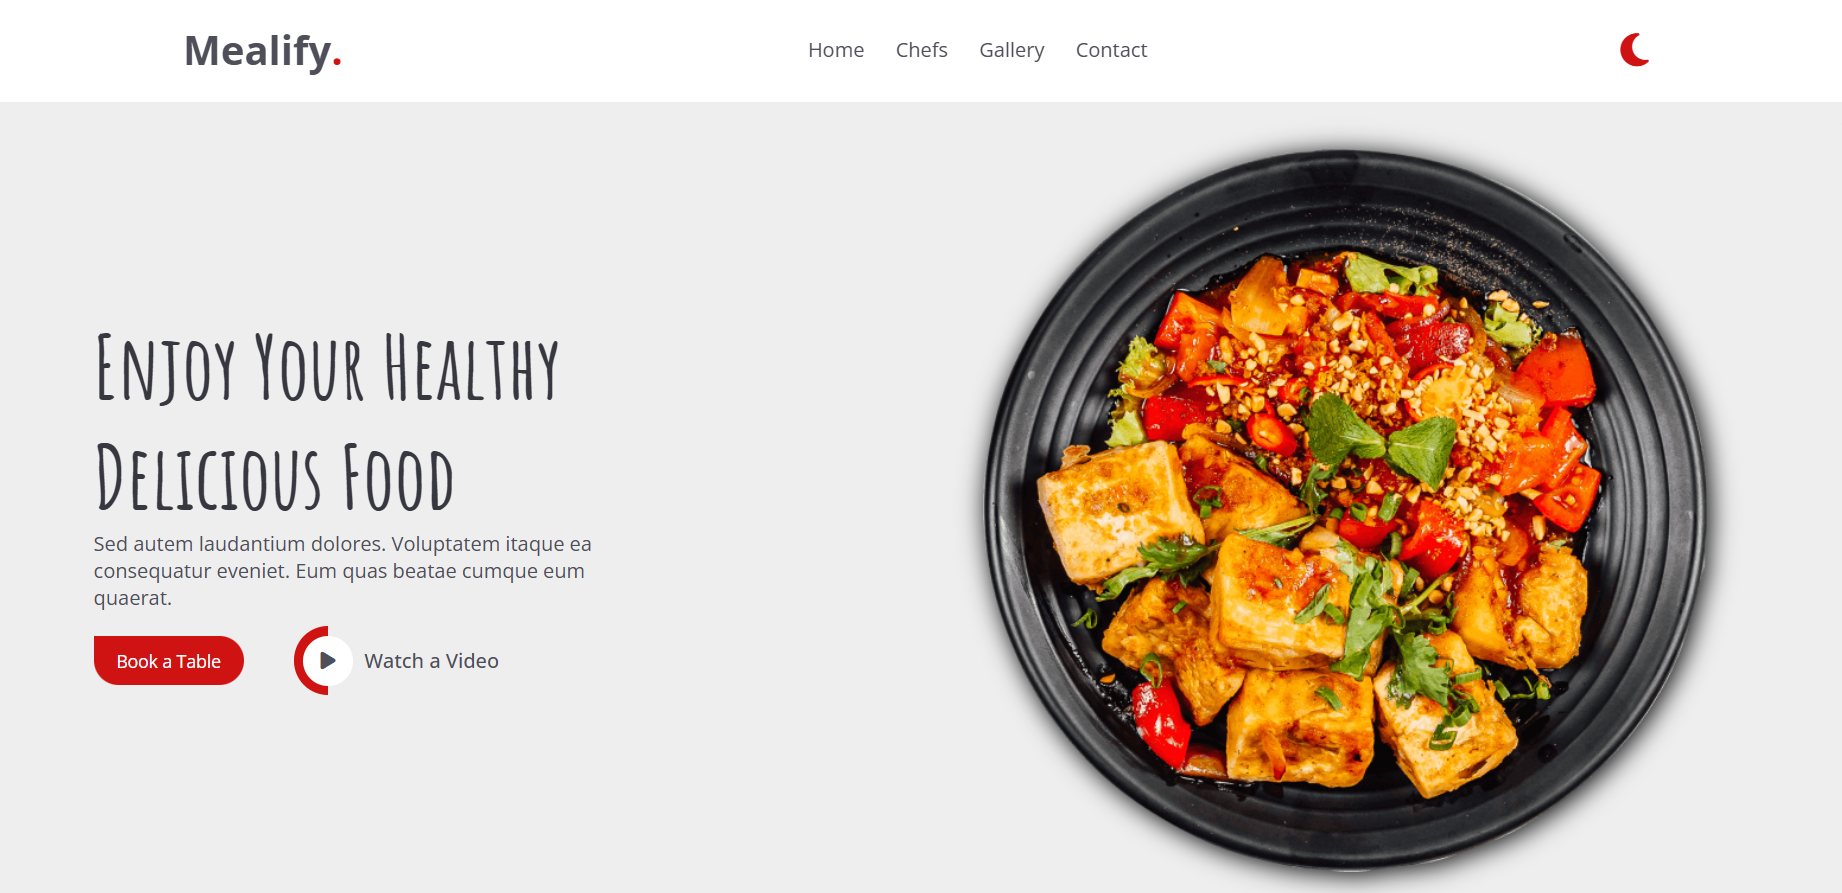 Mealify.
Home Chefs Gallery Contact
Enjoy Your Healthy
Delicious Food
Sed autem laudantium dolores. Voluptatem itaque ea
consequatur eveniet. Eum quas beatae cumque eum
quaerat.
Book a Table
Watch a Video